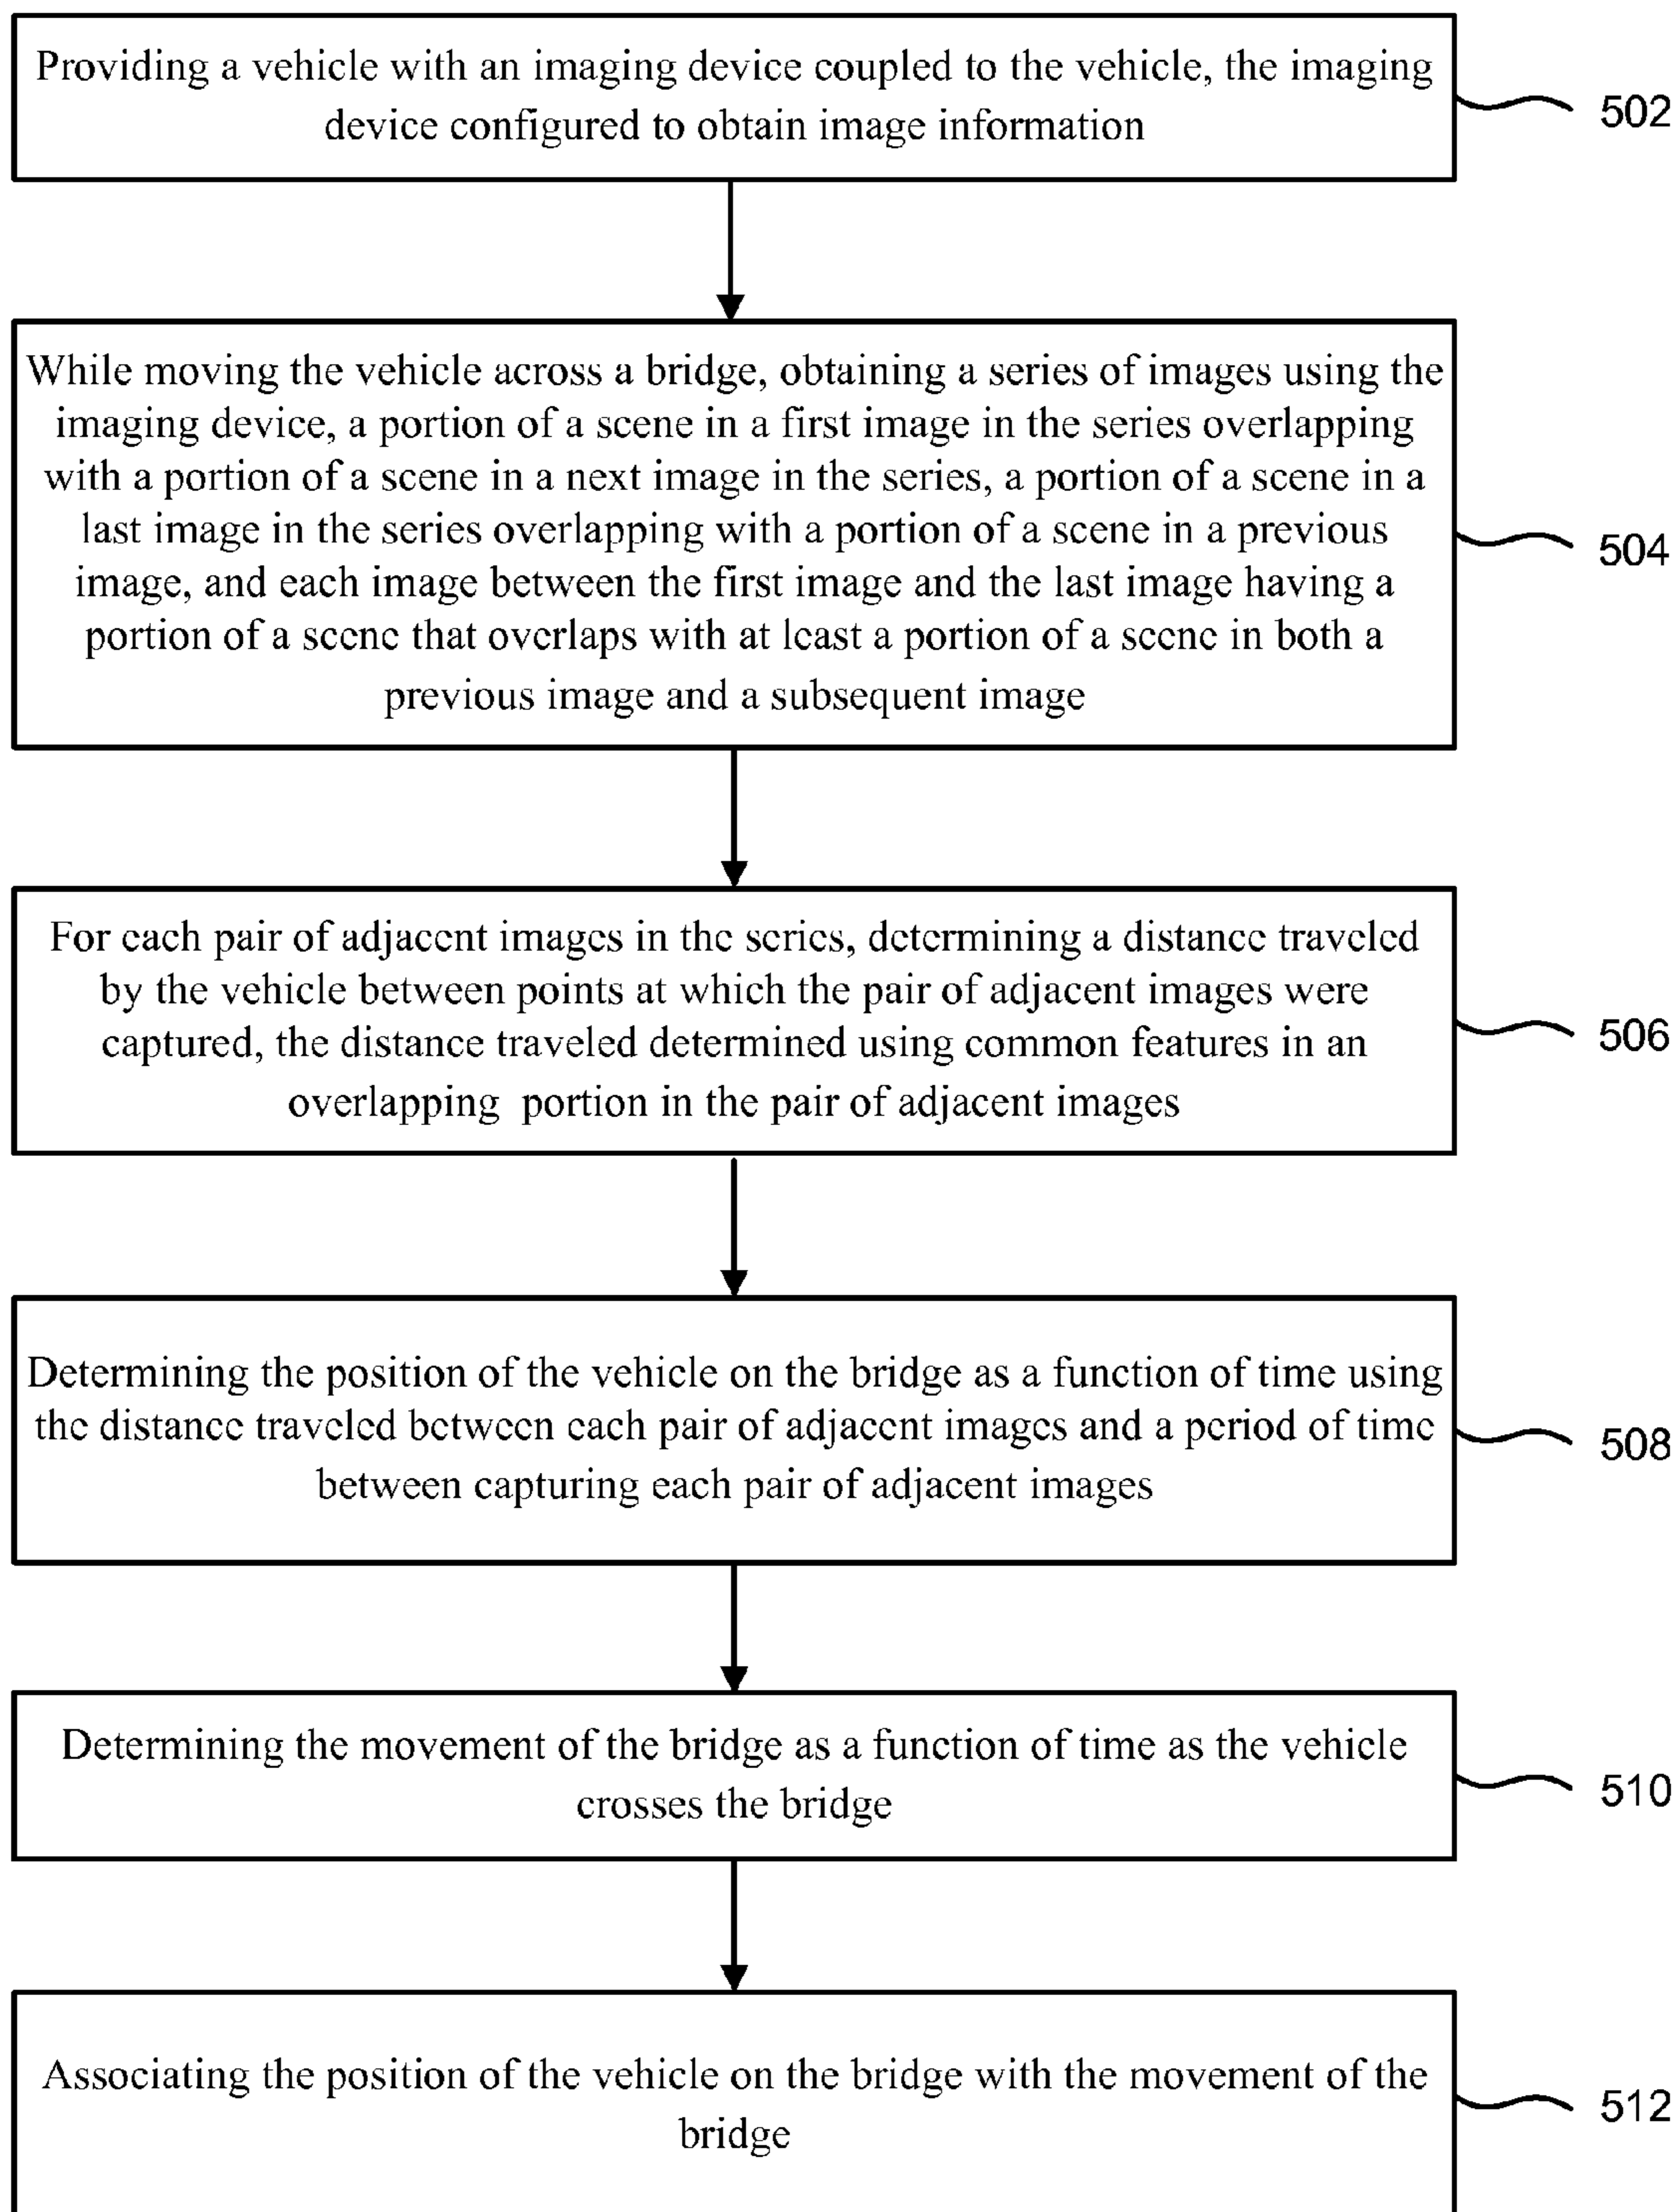 Providing a vehicle with an imaging device coupled to the vehicle, the imaging
device configured to obtain image information
502
While moving the vehicle across a bridge, obtaining a series of images using the
imaging device, a portion of a scene in a first image in the series overlapping
with a portion of a scene in a next image in the series, a portion of a scene in a
last image in the series overlapping with a portion of a scene in a previous
image, and each image between the first image and the last image having a
portion of a scene that overlaps with at least a portion of a scene in both a
previous image and a subsequent image
504
For each pair of adjacent images in the series, determining a distance traveled
by the vehicle between points at which the pair of adjacent images were
captured, the distance traveled determined using common features in an
overlapping portion in the pair of adjacent images
506
Determining the position of the vehicle on the bridge as a function of time using
the distance traveled between each pair of adjacent images and a period of time
between capturing each pair of adjacent images
508
Determining the movement of the bridge as a function of time as the vehicle
crosses the bridge
510
Associating the position of the vehicle on the bridge with the movement of the
bridge
512